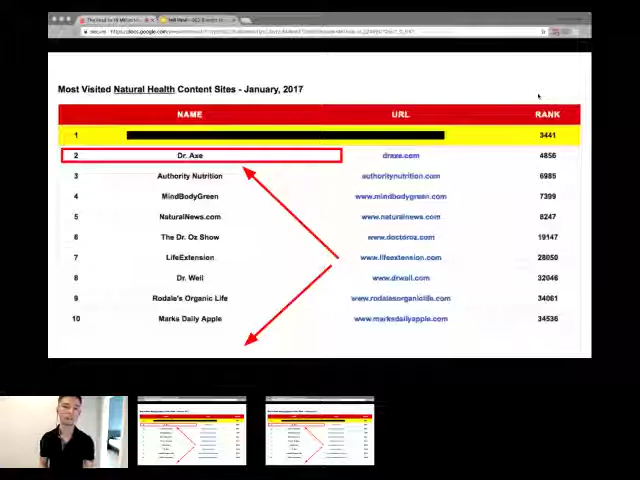 Most Visited Natural Health Content Sites - January, 2017
NAME URL RANK
1 3441
2 Dr. Axe draxe.com 4856
3 Authority Nutrition authoritynutrition.com 6985
4 MindBodyGreen www.mindbodygreen.com 7399
5 NaturalNews.com www.naturalnews.com 8247
6 The Dr. Oz Show www.doctoroz.com 19147
7 LifeExtension www.lifeextension.com 28050
8 Dr. Weil www.drweil.com 32046
9 Rodale's Organic Life www.rodalesorganiclife.com 34061
10 Marks Daily Apple www.marksdailyapple.com 34536